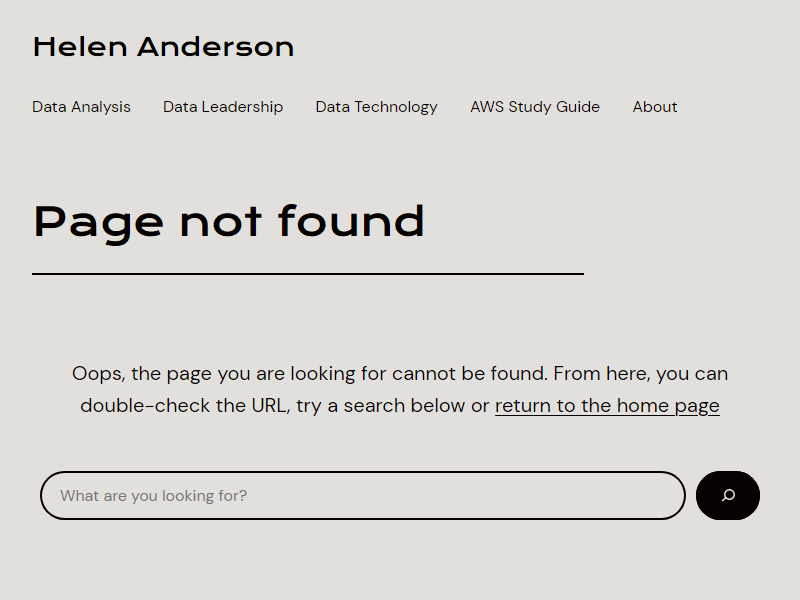 Helen Anderson
Data Analysis Data Leadership Data Technology AWS Study Guide About
Page not found
Oops, the page you are looking for cannot be found. From here, you can
double-check the URL, try a search below or return to the home page
What are you looking for?